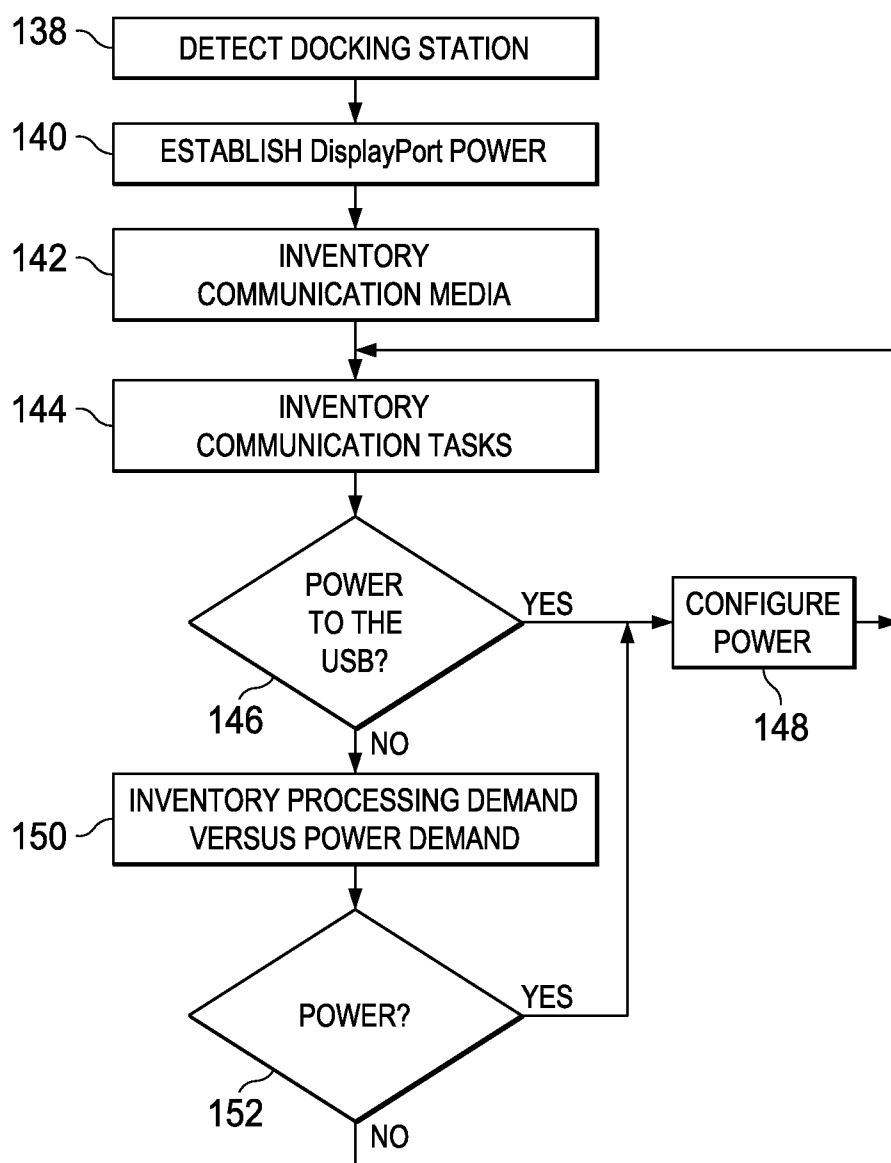 138
DETECT DOCKING STATION
140
ESTABLISH DisplayPort POWER
142
INVENTORY
COMMUNICATION MEDIA
144
INVENTORY
COMMUNICATION TASKS
POWER
TO THE
USB?
YES
146
NO
CONFIGURE
POWER
148
150
INVENTORY PROCESSING DEMAND
VERSUS POWER DEMAND
POWER?
YES
152
NO